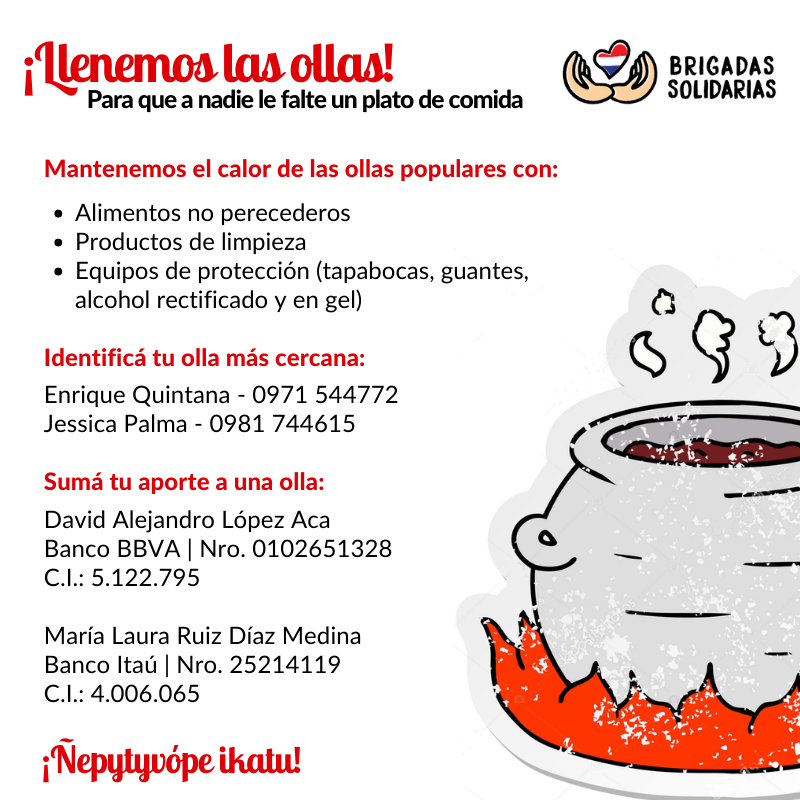 ¡Llenemos las ollas!
Para que a nadie le falte un plato de comida
BRIGADAS
SOLIDARIAS
Mantenemos el calor de las ollas populares con:
• Alimentos no perecederos
• Productos de limpieza
• Equipos de protección (tapabocas, guantes,
alcohol rectificado y en gel)
Identificá tu olla más cercana:
Enrique Quintana - 0971 544772
Jessica Palma - 0981 744615
Sumá tu aporte a una olla:
David Alejandro López Aca
Banco BBVA | Nro. 0102651328
C.I.: 5.122.795
María Laura Ruiz Díaz Medina
Banco Itaú | Nro. 25214119
C.I.: 4.006.065
¡Ñepytyvópe ikatu!